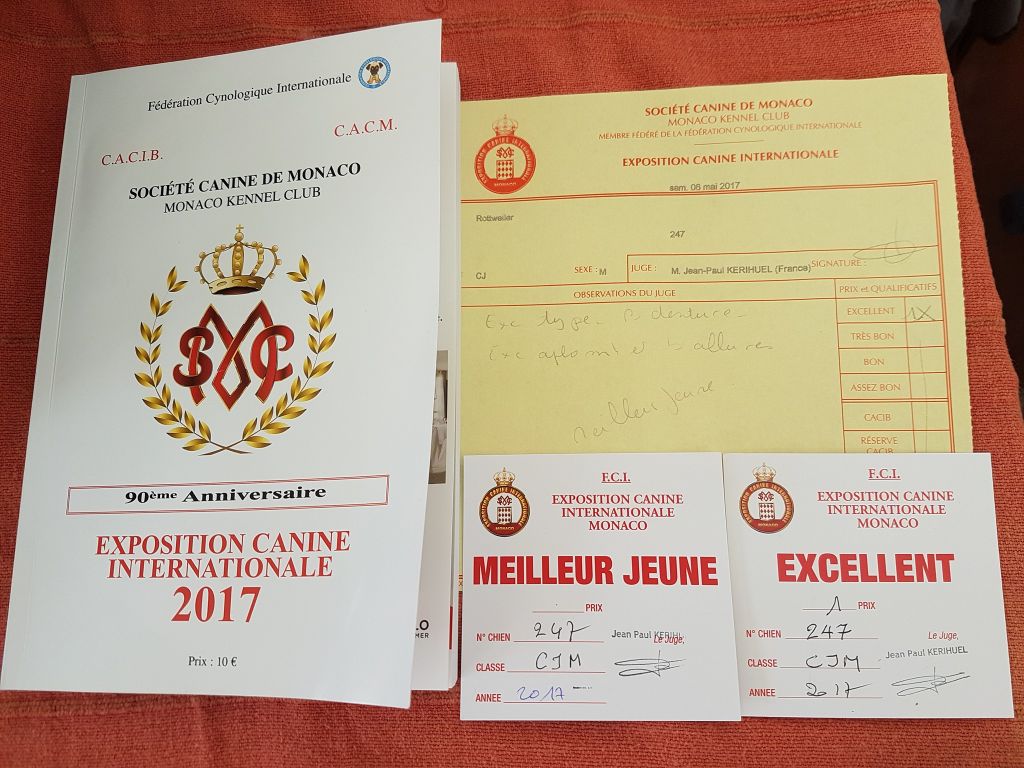 Fédération Cynologique Internationale
C.A.C.I.B.
C.A.C.M.
SOCIÉTÉ CANINE DE MONACO
MONACO KENNEL CLUB
90ème Anniversaire
EXPOSITION CANINE
INTERNATIONALE
2017
Prix : 10 €
SOCIÉTÉ CANINE DE MONACO
MONACO KENNEL CLUB
MEMBRE FÉDÉRÉ DE LA FÉDÉRATION CYNOLOGIQUE INTERNATIONALE
EXPOSITION CANINE INTERNATIONALE
EXPOSITION CANINE INTERNATIONALE
MONACO
sam. 06 mai 2017
Rottweiler
247
CJ
SEXE : M
JUGE : M. Jean-Paul KERIHUEL (France)
SIGNATURE :
OBSERVATIONS DU JUGE
PRIX et QUALIFICATIFS
Exc type
Exc aplomb et b allures
meilleur jeune
EXCELLENT 1X
TRÈS BON
BON
ASSEZ BON
CACIB
RÉSERVE
CACIB
F.C.I.
EXPOSITION CANINE
INTERNATIONALE
MONACO
MEILLEUR JEUNE
PRIX
N° CHIEN 247
Jean Paul KERIHU
Le Juge,
CLASSE CJM
ANNEE 2017
F.C.I.
EXPOSITION CANINE
INTERNATIONALE
MONACO
EXCELLENT
1 PRIX
N° CHIEN 247
Le Juge,
Jean Paul KERIHUEL
CLASSE CJM
ANNEE 2017